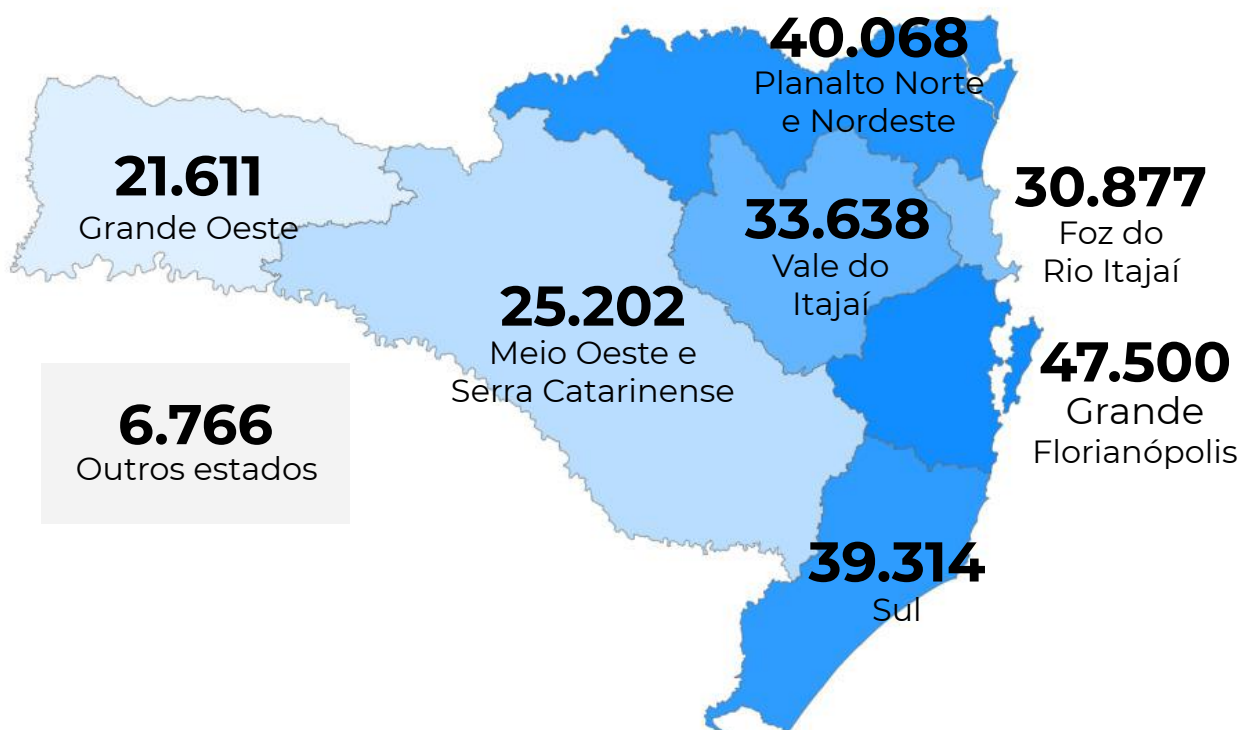 40.068
Planalto Norte
e Nordeste
21.611
Grande Oeste
33.638
Vale do
Itajaí
30.877
Foz do
Rio Itajaí
25.202
Meio Oeste e
Serra Catarinense
47.500
Grande
Florianópolis
6.766
Outros estados
39.314
Sul